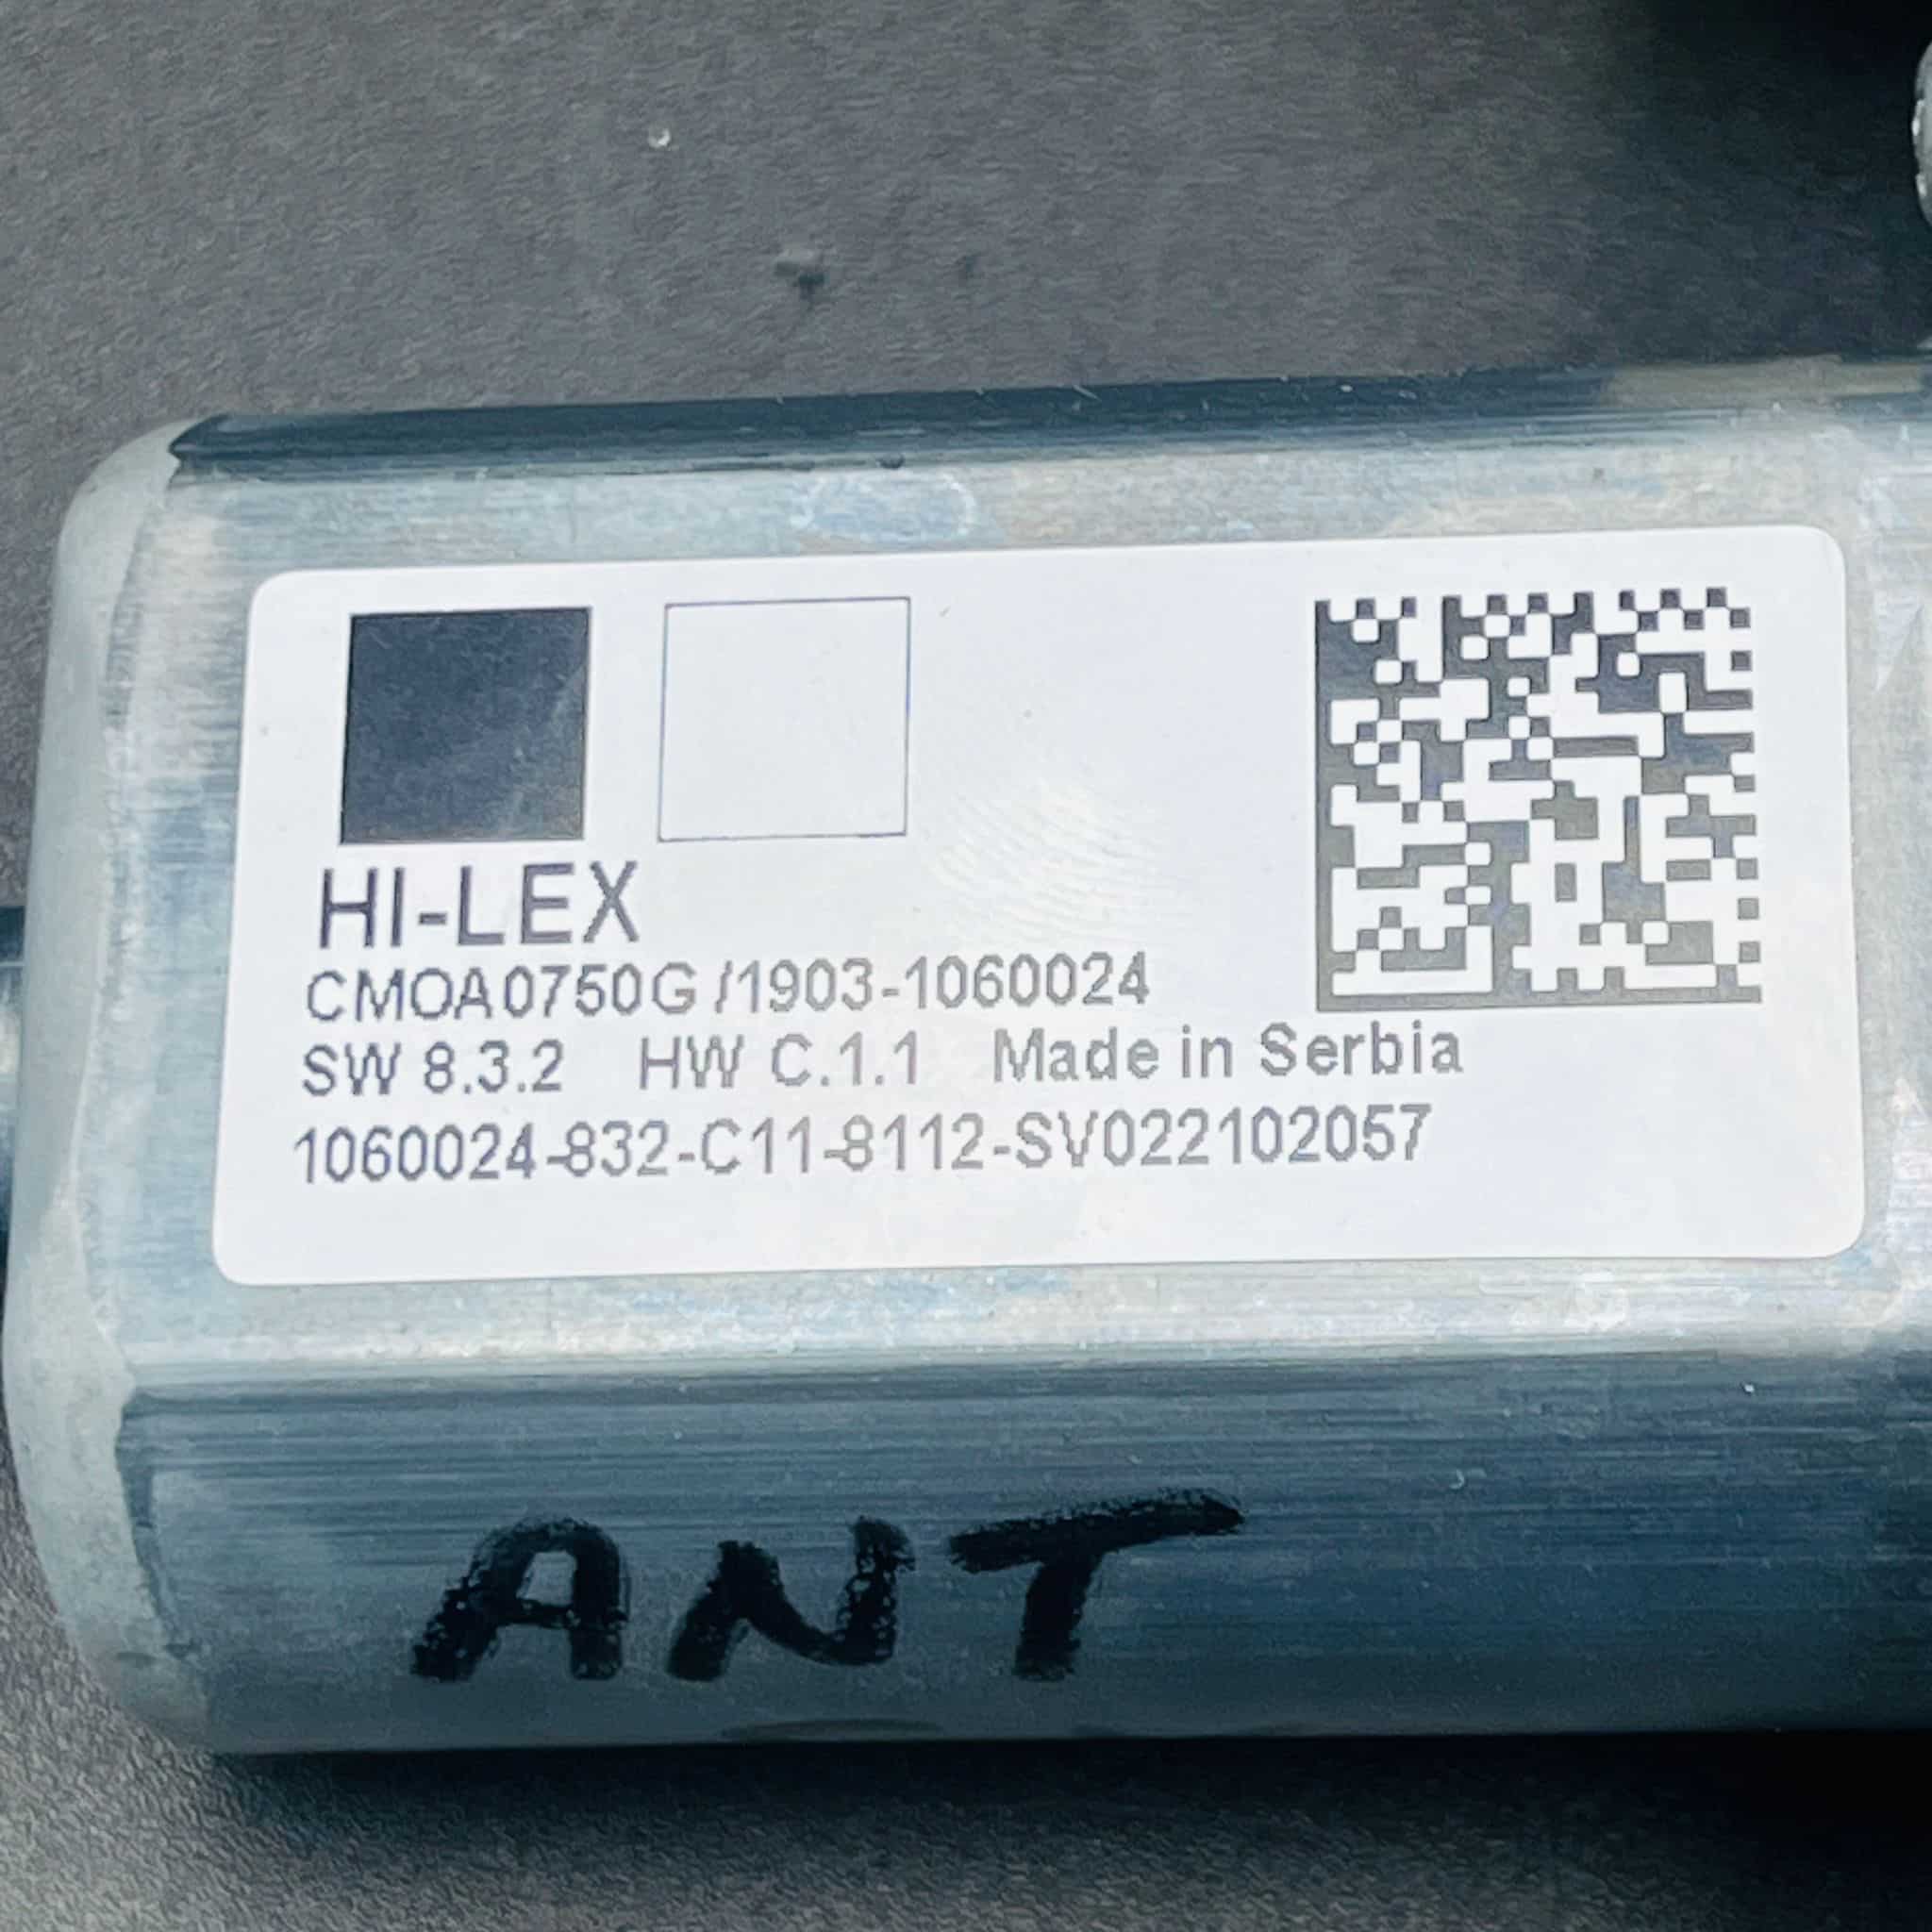 HI-LEX
CMOA0750G /1903-1060024
SW 8.3.2 HW C.1.1 Made in Serbia
1060024-832-C11-8112-SV022102057
ANT